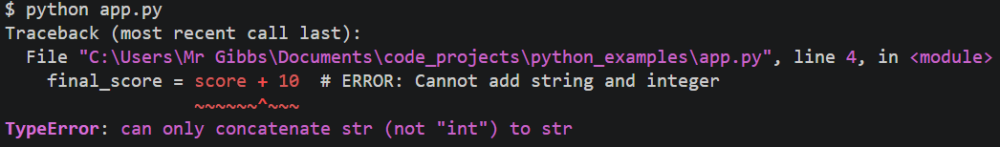 $ python app.py
Traceback (most recent call last):
  File "C:\Users\Mr Gibbs\Documents\code_projects\python_examples\app.py", line 4, in <module>
    final_score = score + 10  # ERROR: Cannot add string and integer
                  ~~~~~~^~~~
TypeError: can only concatenate str (not "int") to str